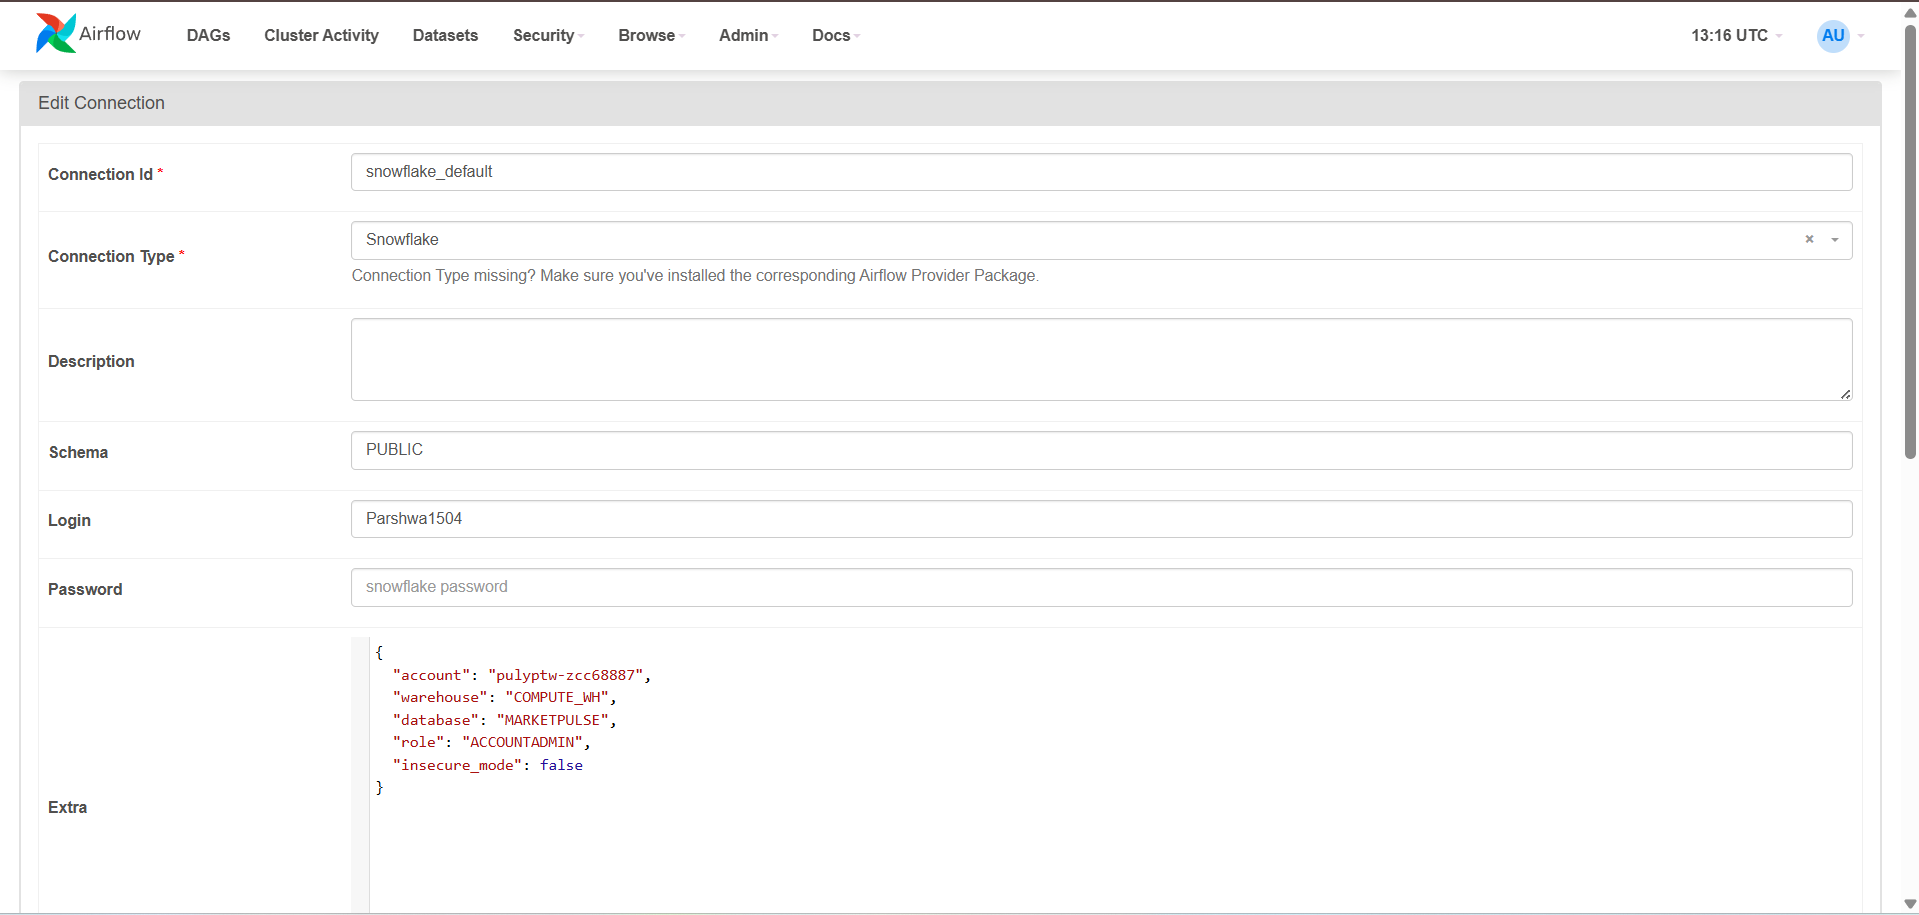 Airflow DAGs Cluster Activity Datasets Security Browse Admin Docs 13:16 UTC AU
Edit Connection
Connection Id * snowflake_default
Connection Type * Snowflake × 
Connection Type missing? Make sure you've installed the corresponding Airflow Provider Package.
Description
Schema PUBLIC
Login Parshwa1504
Password snowflake password
Extra
{
  "account": "pulyptw-zcc68887",
  "warehouse": "COMPUTE_WH",
  "database": "MARKETPULSE",
  "role": "ACCOUNTADMIN",
  "insecure_mode": false
}